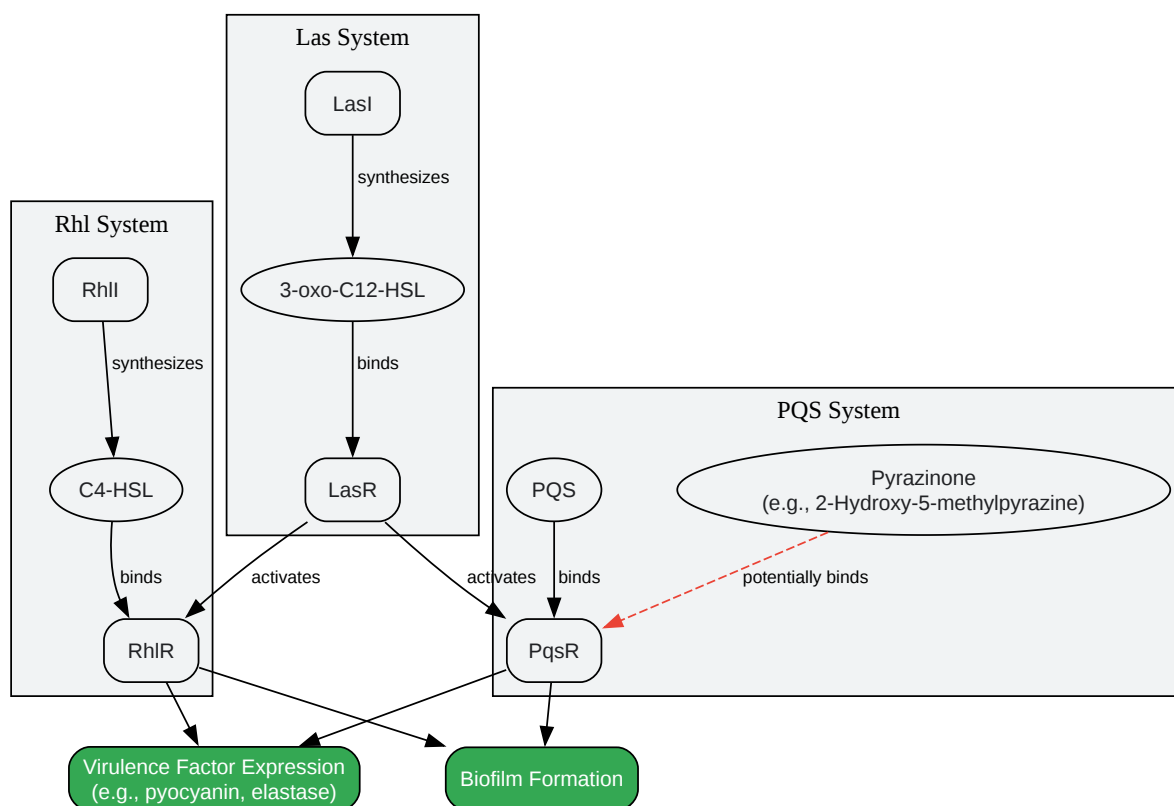 Las System
LasI
synthesizes
Rhl System
RhlI
3-oxo-C12-HSL
synthesizes
binds
PQS System
C4-HSL
LasR
PQS
Pyrazinone
(e.g., 2-Hydroxy-5-methylpyrazine)
binds
activates
activates
binds
potentially binds
RhlR
PqsR
Virulence Factor Expression
(e.g., pyocyanin, elastase)
Biofilm Formation